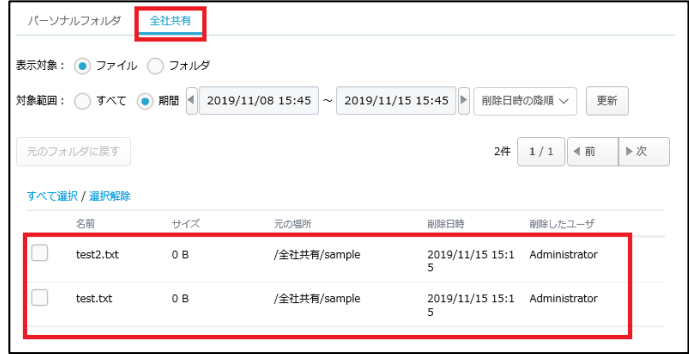 パーソナルフォルダ 全社共有
表示対象： ファイル フォルダ
対象範囲： すべて 期間 2019/11/08 15:45 ～ 2019/11/15 15:45 削除日時の降順 更新
元のフォルダに戻す 2件 1 / 1 前 次
すべて選択 / 選択解除
名前 サイズ 元の場所 削除日時 削除したユーザ
test2.txt 0 B /全社共有/sample 2019/11/15 15:1 Administrator
5
test.txt 0 B /全社共有/sample 2019/11/15 15:1 Administrator
5